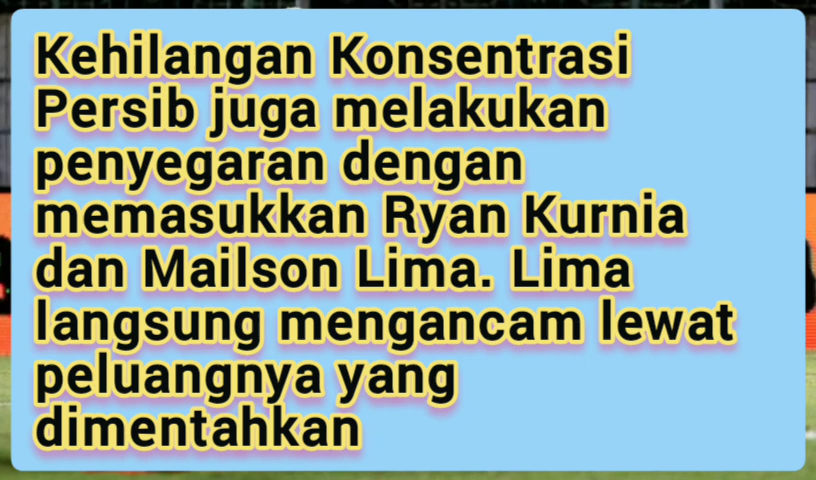 Kehilangan Konsentrasi
Persib juga melakukan
penyegaran dengan
memasukkan Ryan Kurnia
dan Mailson Lima. Lima
langsung mengancam lewat
peluangnya yang
dimentahkan